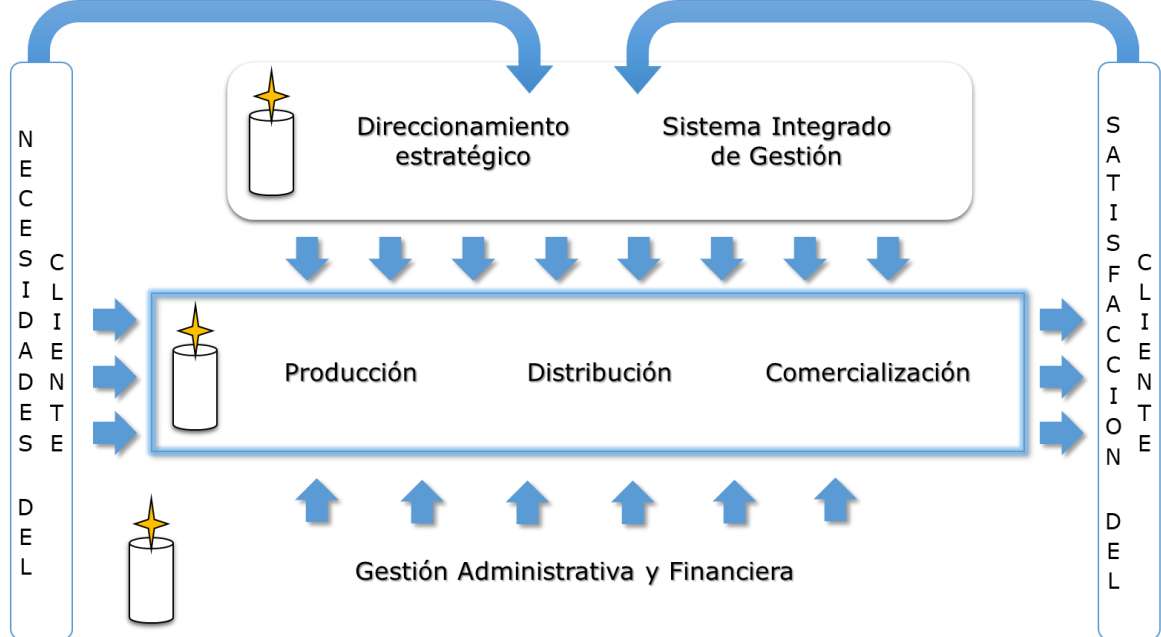 NECESIDADES DEL
CLIENTE
Direccionamiento
estratégico
Sistema Integrado
de Gestión
Producción
Distribución
Comercialización
Gestión Administrativa y Financiera
SATISFACCION DEL
CLIENTE